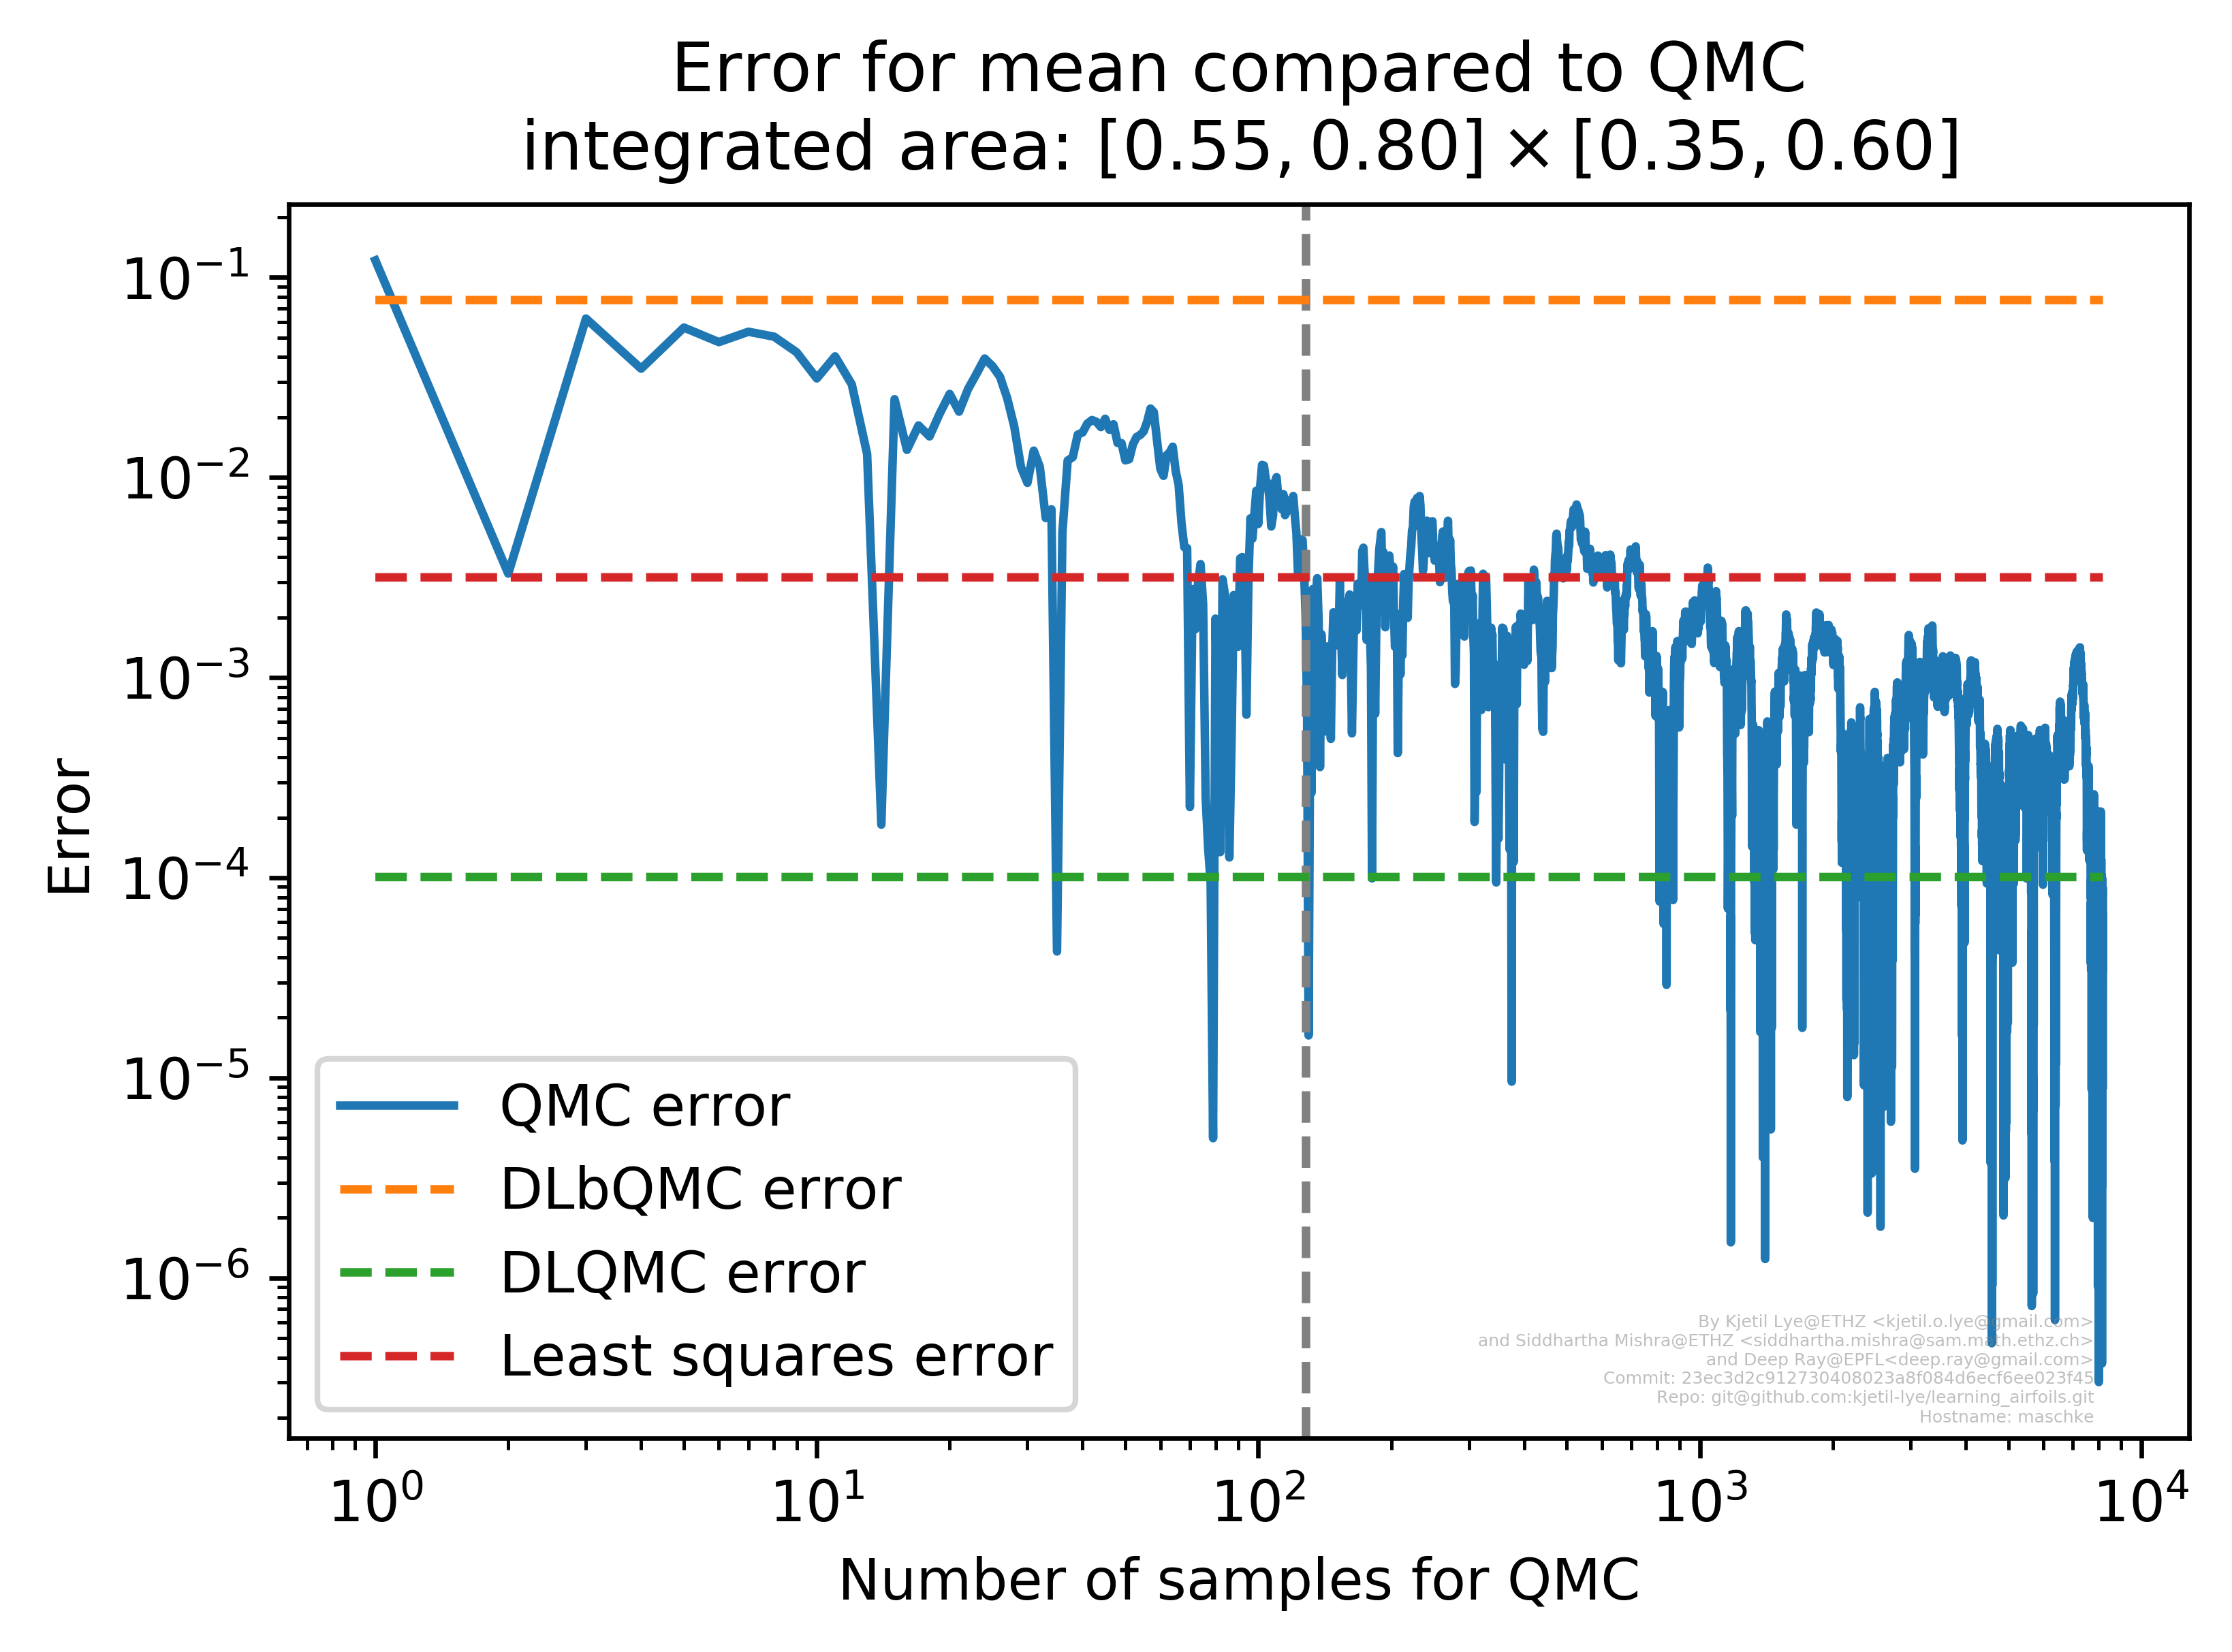 Error for mean compared to QMC
integrated area: [0.55, 0.80] × [0.35, 0.60]
Error
10⁻¹
10⁻²
10⁻³
10⁻⁴
10⁻⁵
10⁻⁶
QMC error
DLbQMC error
DLQMC error
Least squares error
By Kjetil Lye@ETHZ <kjetil.o.lye@gmail.com>
and Siddhartha Mishra@ETHZ <siddhartha.mishra@sam.math.ethz.ch>
and Deep Ray@EPFL<deep.ray@gmail.com>
Commit: 23ec3d2c912730408023a8f084d6ecf6ee023f45
Repo: git@github.com:kjetil-lye/learning_airfoils.git
Hostname: maschke
10⁰ 10¹ 10² 10³ 10⁴
Number of samples for QMC